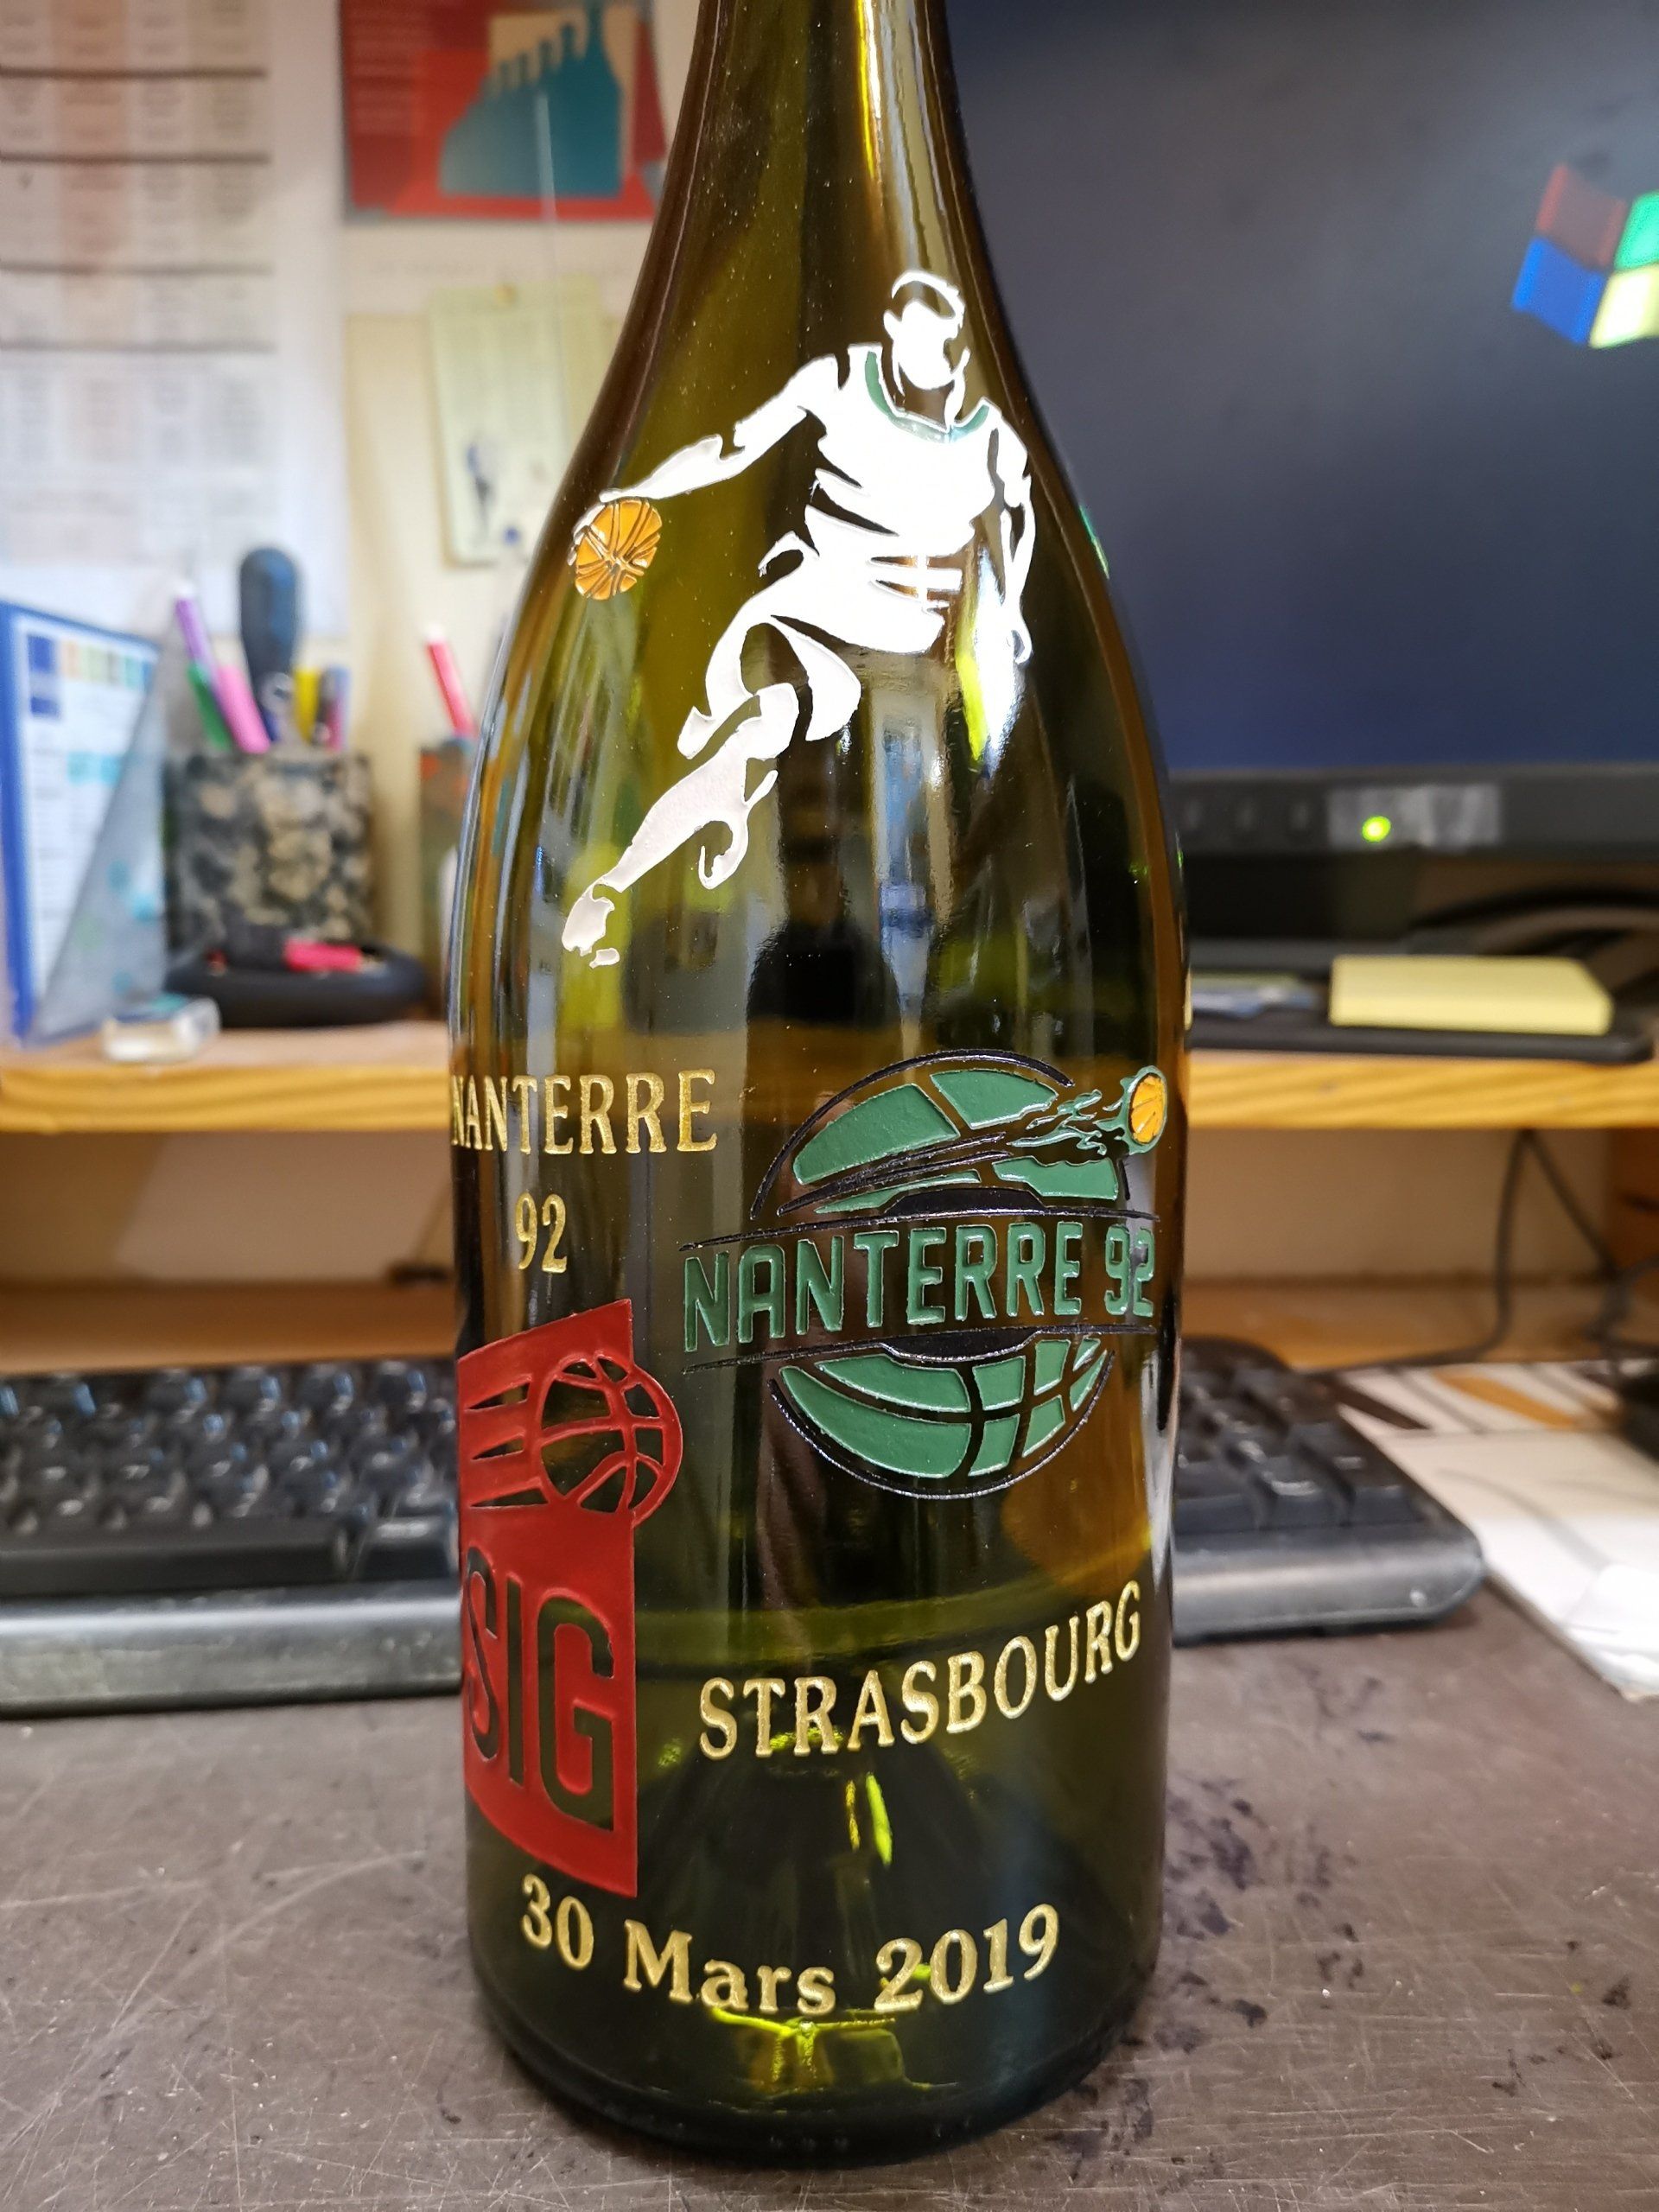 NANTERRE
92
NANTERRE 92
SIG
STRASBOURG
30 Mars 2019